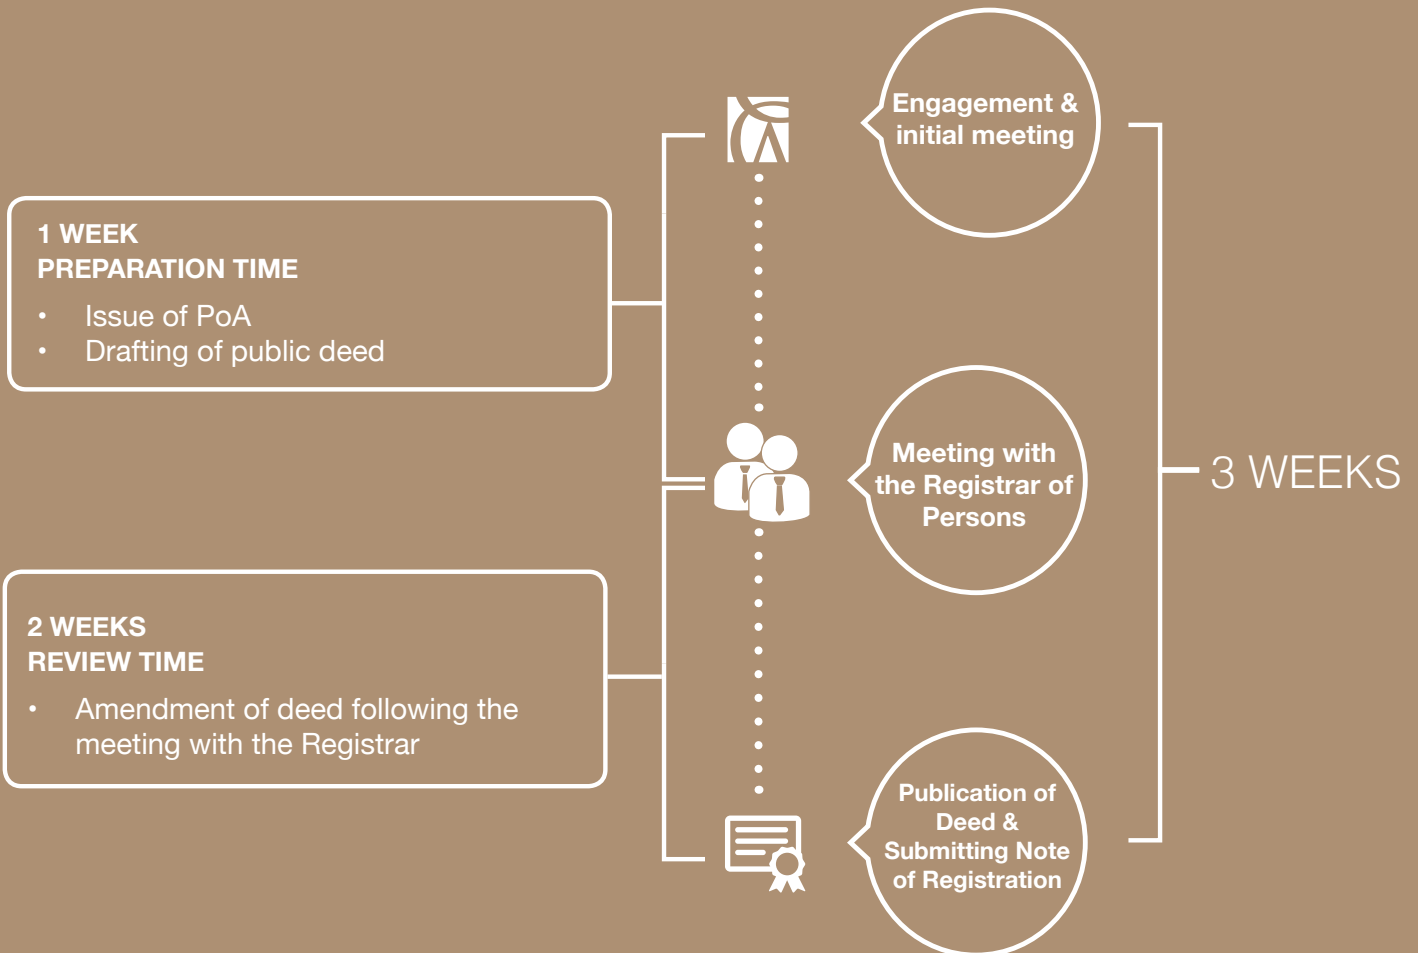 Engagement &
initial meeting
1 WEEK
PREPARATION TIME
• Issue of PoA
• Drafting of public deed
Meeting with
the Registrar of
Persons
3 WEEKS
2 WEEKS
REVIEW TIME
• Amendment of deed following the
meeting with the Registrar
Publication of
Deed &
Submitting Note
of Registration